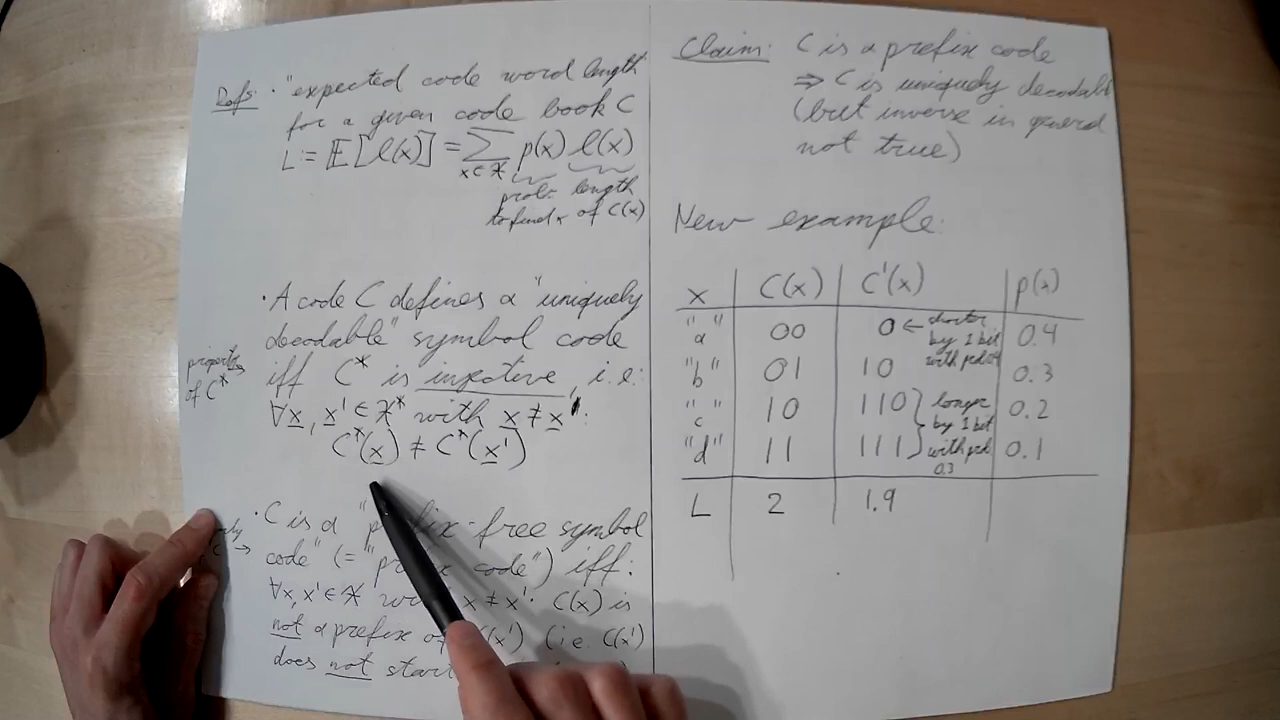 Defs: · "expected code word length
for a given code book C
L := 𝔼[ℓ(x)] = Σ p(x) ℓ(x)
x∈𝒳
prob. length
to find x of C(x)
· A code C defines a "uniquely
decodable" symbol code
property of C*
iff C* is injective, i.e.:
∀x, x' ∈ 𝒳* with x ≠ x':
C*(x) ≠ C*(x')
· C is a "prefix-free symbol
code" (= "prefix code") iff:
∀x, x' ∈ 𝒳 with x ≠ x': C(x) is
not a prefix of C(x') (i.e. C(x')
does not start
Claim: C is a prefix code
⇒ C is uniquely decodabl
(but inverse in general
not true)
New example:
x C(x) C'(x) p(x)
"a" 00 0 ← shorter by 1 bit with prob 0.4 0.4
"b" 01 10 0.3
"c" 10 110 } longer by 1 bit with prob 0.3 0.2
"d" 11 111 0.1
L 2 1.9